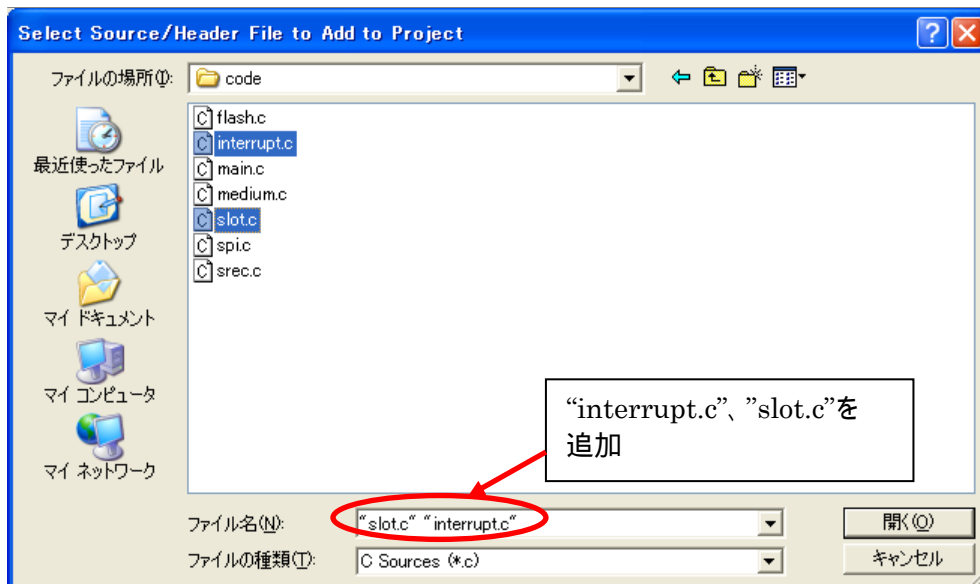 Select Source/Header File to Add to Project
ファイルの場所(I):
code
flash.c
interrupt.c
main.c
medium.c
slot.c
spi.c
srec.c
最近使ったファイル
デスクトップ
マイ ドキュメント
マイ コンピュータ
マイ ネットワーク
“interrupt.c”、”slot.c”を
追加
ファイル名(N):
"slot.c" "interrupt.c"
開く(O)
ファイルの種類(T):
C Sources (*.c)
キャンセル